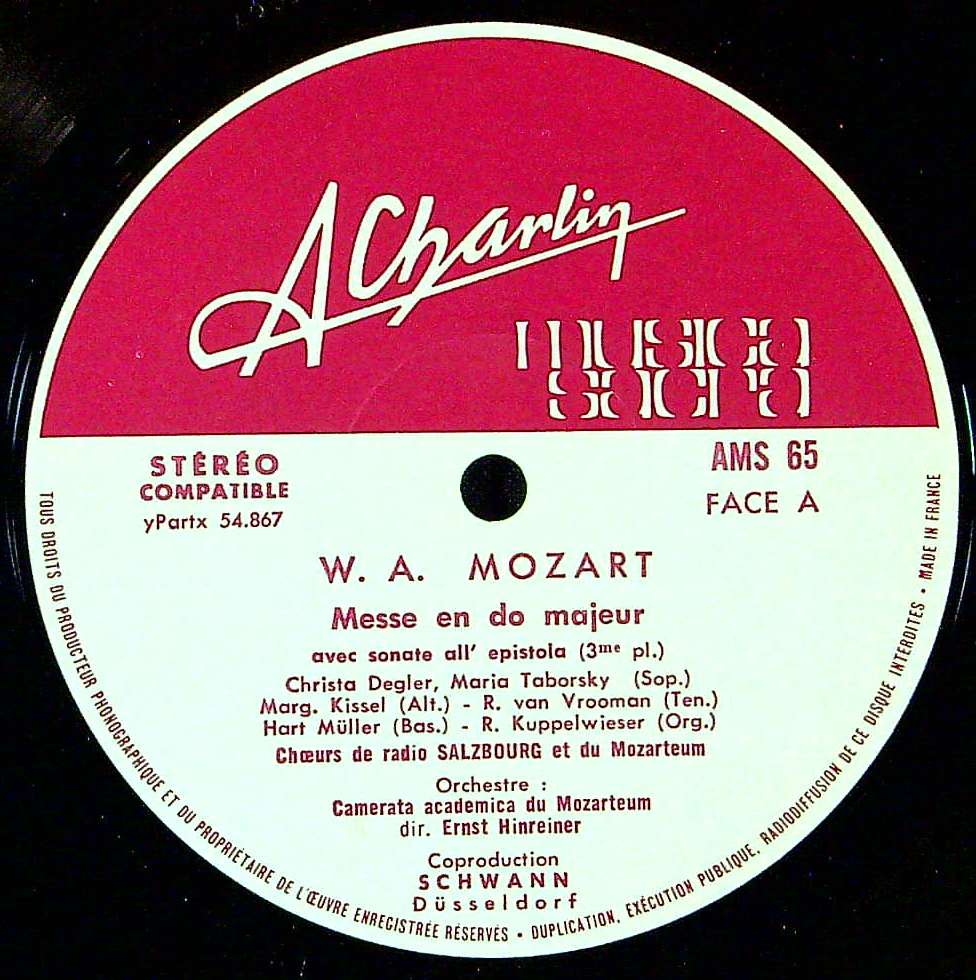 ACharlin
STÉRÉO
COMPATIBLE
yPartx 54.867
AMS 65
FACE A
W. A. MOZART
Messe en do majeur
avec sonate all' epistola (3me pl.)
Christa Degler, Maria Taborsky (Sop.)
Marg. Kissel (Alt.) - R. van Vrooman (Ten.)
Hart Müller (Bas.) - R. Kuppelwieser (Org.)
Chœurs de radio SALZBOURG et du Mozarteum
Orchestre :
Camerata academica du Mozarteum
dir. Ernst Hinreiner
Coproduction
SCHWANN
Düsseldorf
TOUS DROITS DU PRODUCTEUR PHONOGRAPHIQUE ET DU PROPRIÉTAIRE DE L'ŒUVRE ENREGISTRÉE RÉSERVÉS • DUPLICATION, EXÉCUTION PUBLIQUE, RADIODIFFUSION DE CE DISQUE INTERDITES • MADE IN FRANCE